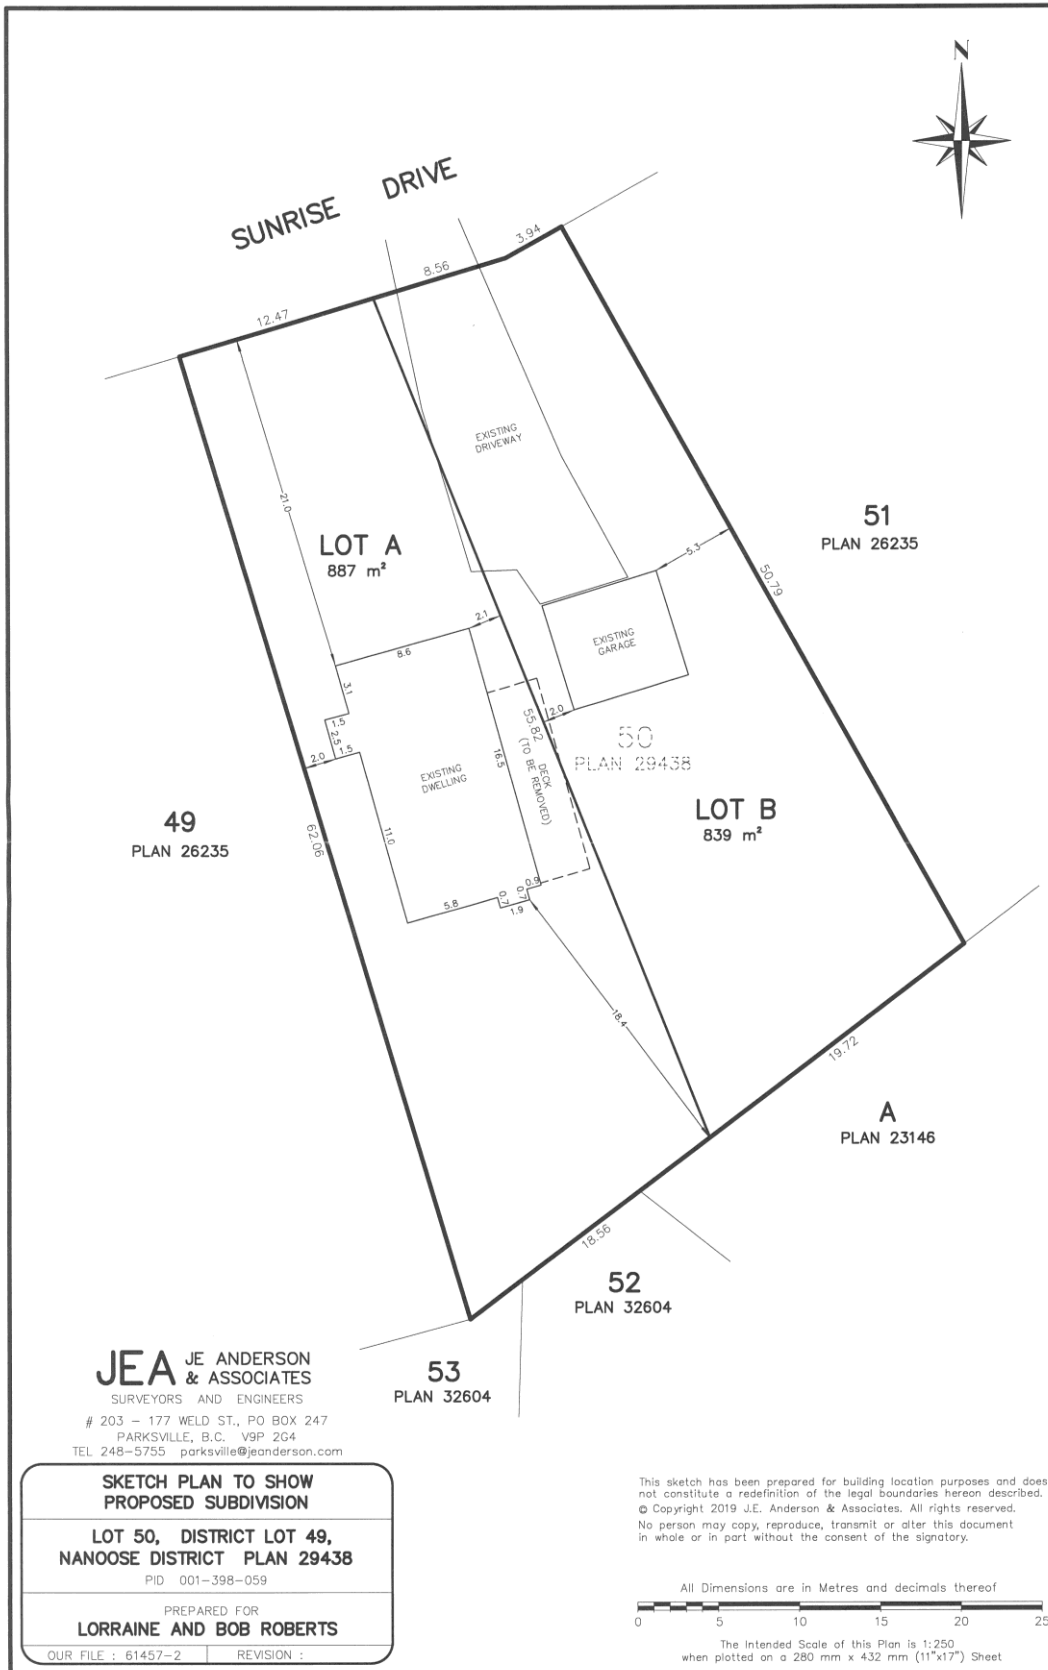 N
SUNRISE DRIVE
3.94
8.56
12.47
EXISTING
DRIVEWAY
21.0
51
PLAN 26235
LOT A
887 m²
5.3
50.79
2.1
8.6
EXISTING
GARAGE
3.1
1.5
2.5
1.5
2.0
2.0
55.82
DECK
(TO BE REMOVED)
16.5
50
PLAN 29438
EXISTING
DWELLING
LOT B
839 m²
49
PLAN 26235
62.06
11.0
5.8
0.7
0.7
0.9
1.9
18.4
19.72
A
PLAN 23146
18.56
52
PLAN 32604
53
PLAN 32604
JEA JE ANDERSON
& ASSOCIATES
SURVEYORS AND ENGINEERS
# 203 – 177 WELD ST., PO BOX 247
PARKSVILLE, B.C. V9P 2G4
TEL 248–5755 parksville@jeanderson.com
SKETCH PLAN TO SHOW
PROPOSED SUBDIVISION
LOT 50, DISTRICT LOT 49,
NANOOSE DISTRICT PLAN 29438
PID 001–398–059
PREPARED FOR
LORRAINE AND BOB ROBERTS
OUR FILE : 61457–2 REVISION :
This sketch has been prepared for building location purposes and does
not constitute a redefinition of the legal boundaries hereon described.
© Copyright 2019 J.E. Anderson & Associates. All rights reserved.
No person may copy, reproduce, transmit or alter this document
in whole or in part without the consent of the signatory.
All Dimensions are in Metres and decimals thereof
0 5 10 15 20 25
The Intended Scale of this Plan is 1:250
when plotted on a 280 mm x 432 mm (11"x17") Sheet